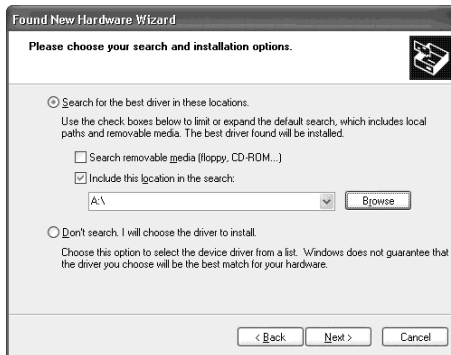 Found New Hardware Wizard
Please choose your search and installation options.
Search for the best driver in these locations.
Use the check boxes below to limit or expand the default search, which includes local
paths and removable media. The best driver found will be installed.
Search removable media (floppy, CD-ROM...)
Include this location in the search:
A:\
Browse
Don't search. I will choose the driver to install.
Choose this option to select the device driver from a list. Windows does not guarantee that
the driver you choose will be the best match for your hardware.
< Back Next > Cancel